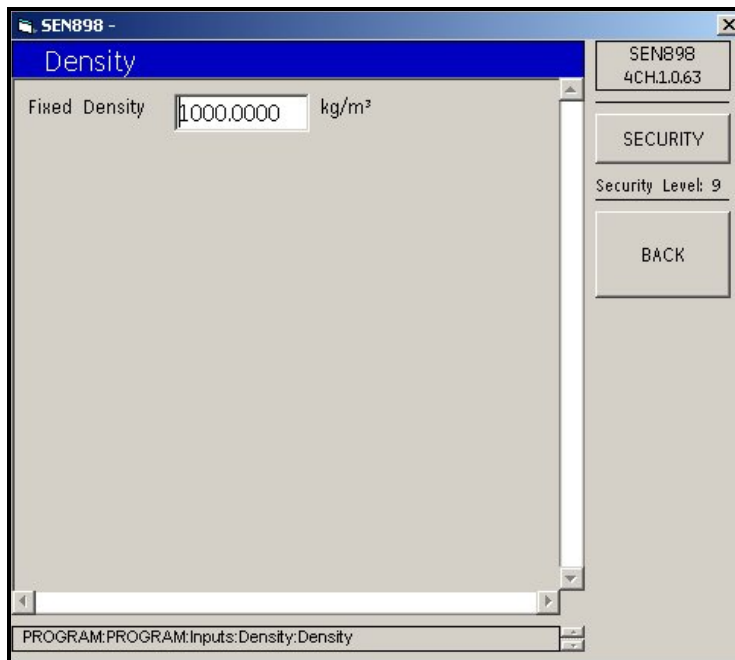 SEN898 -
Density
Fixed Density 1000.0000 kg/m³
SEN898
4CH.1.0.63
SECURITY
Security Level: 9
BACK
PROGRAM:PROGRAM:Inputs:Density:Density